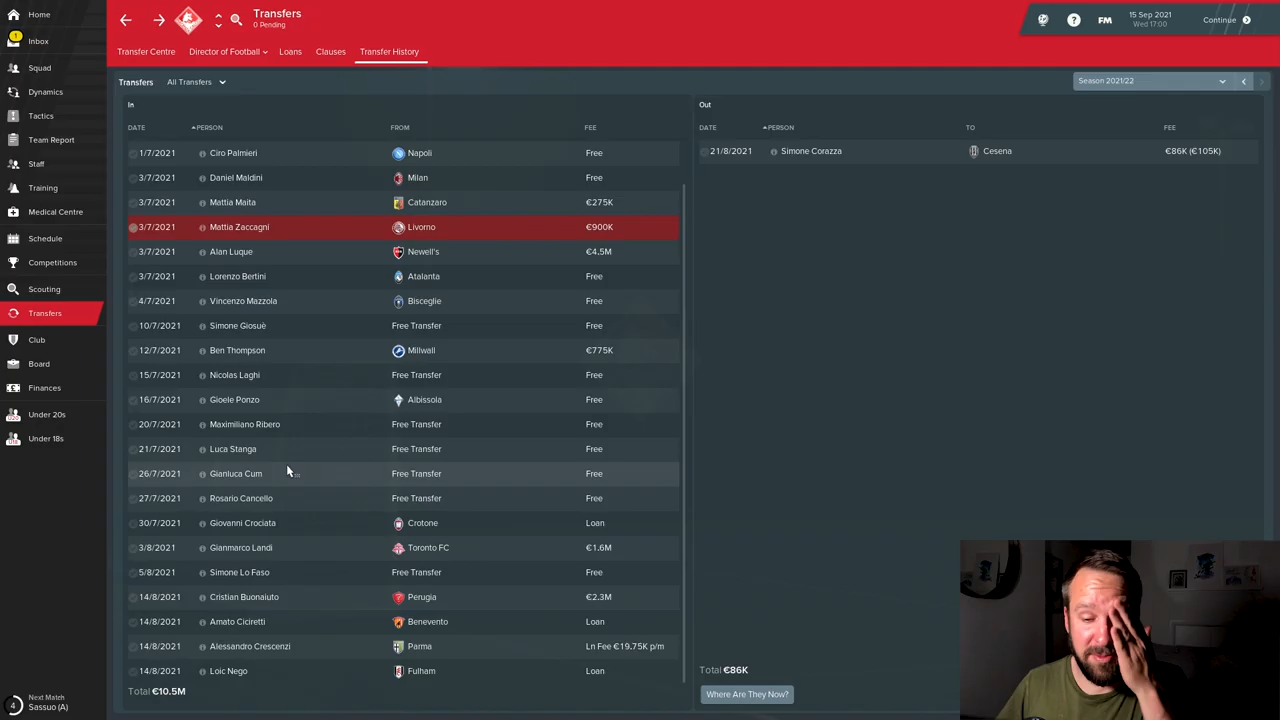 Home
Transfers
0 Pending
15 Sep 2021
Wed 17:00
FM
Continue
1
Inbox
Transfer Centre Director of Football Loans Clauses Transfer History
Squad
Dynamics
Tactics
Team Report
Staff
Training
Medical Centre
Schedule
Competitions
Scouting
Transfers
Club
Board
Finances
Under 20s
Under 18s
Transfers All Transfers
Season 2021/22
In
DATE PERSON FROM FEE
1/7/2021 Ciro Palmieri Napoli Free
3/7/2021 Daniel Maldini Milan Free
3/7/2021 Mattia Maita Catanzaro €275K
3/7/2021 Mattia Zaccagni Livorno €900K
3/7/2021 Alan Luque Newell's €4.5M
3/7/2021 Lorenzo Bertini Atalanta Free
4/7/2021 Vincenzo Mazzola Bisceglie Free
10/7/2021 Simone Giosuè Free Transfer Free
12/7/2021 Ben Thompson Millwall €775K
15/7/2021 Nicolas Laghi Free Transfer Free
16/7/2021 Gioele Ponzo Albissola Free
20/7/2021 Maximiliano Ribero Free Transfer Free
21/7/2021 Luca Stanga Free Transfer Free
26/7/2021 Gianluca Cum Free Transfer Free
27/7/2021 Rosario Cancello Free Transfer Free
30/7/2021 Giovanni Crociata Crotone Loan
3/8/2021 Gianmarco Landi Toronto FC €1.6M
5/8/2021 Simone Lo Faso Free Transfer Free
14/8/2021 Cristian Buonaiuto Perugia €2.3M
14/8/2021 Amato Ciciretti Benevento Loan
14/8/2021 Alessandro Crescenzi Parma Ln Fee €19.75K p/m
14/8/2021 Loic Nego Fulham Loan
Total €10.5M
Out
DATE PERSON TO FEE
21/8/2021 Simone Corazza Cesena €86K (€105K)
Total €86K
Where Are They Now?
4
Next Match
Sassuo (A)